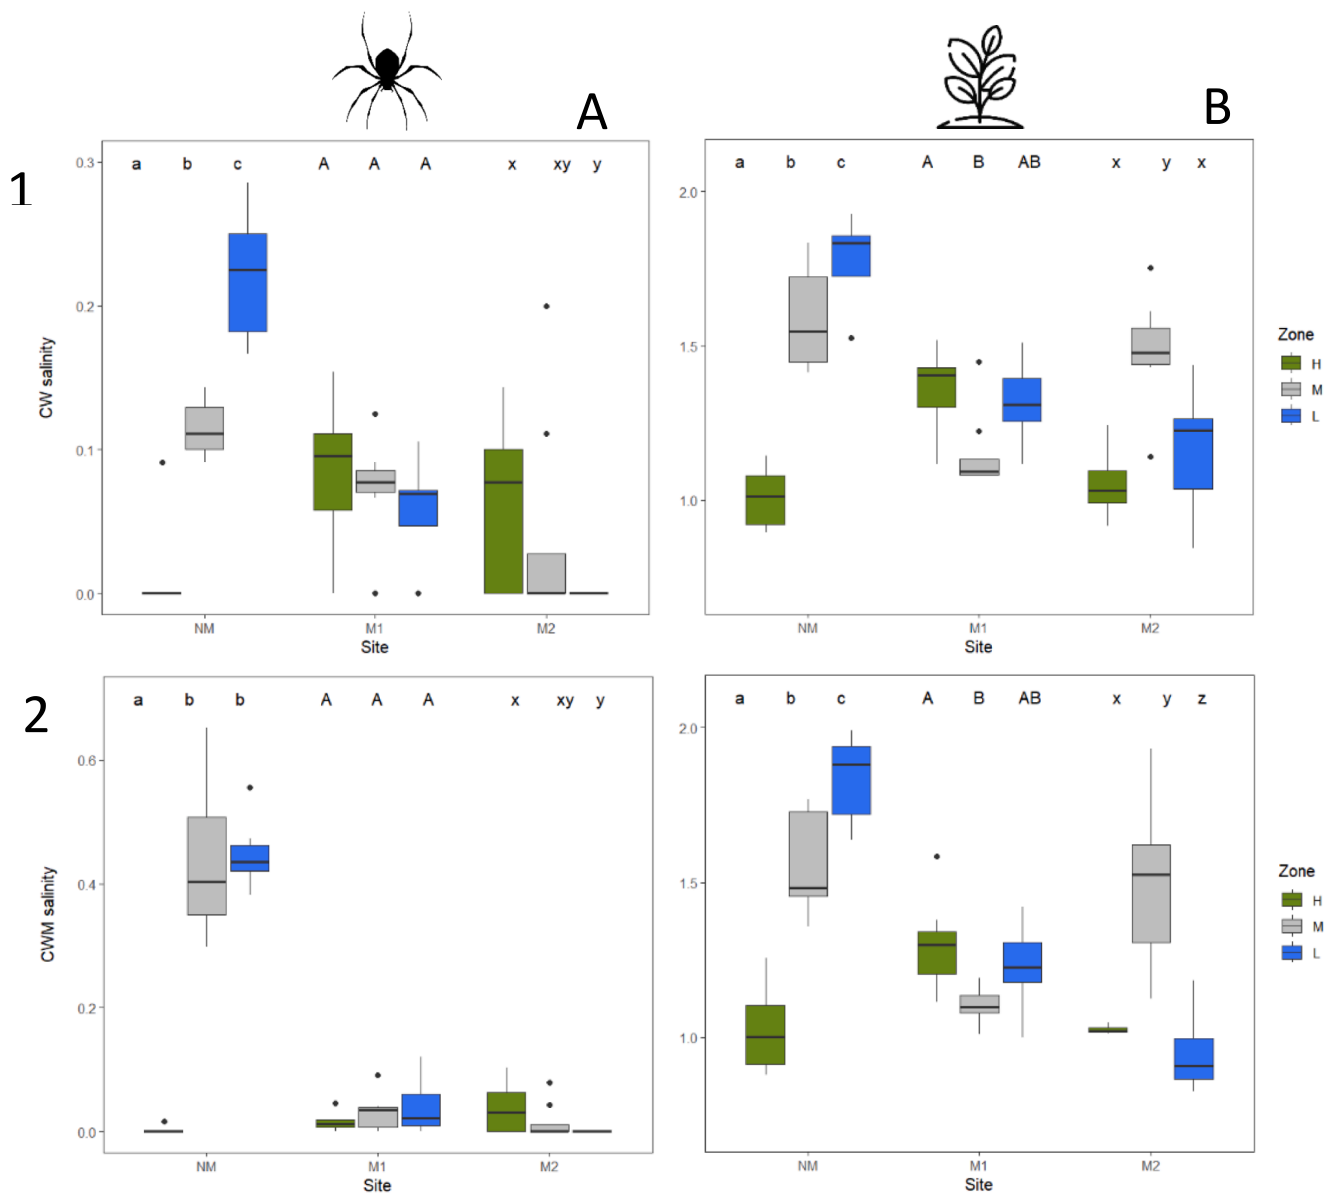 A
B
1
a b c A A A x xy y
0.3
0.2
0.1
0.0
CW salinity
NM M1 M2
Site
a b c A B AB x y x
2.0
1.5
1.0
NM M1 M2
Site
Zone
H
M
L
2
a b b A A A x xy y
0.6
0.4
0.2
0.0
CWM salinity
NM M1 M2
Site
a b c A B AB x y z
2.0
1.5
1.0
NM M1 M2
Site
Zone
H
M
L